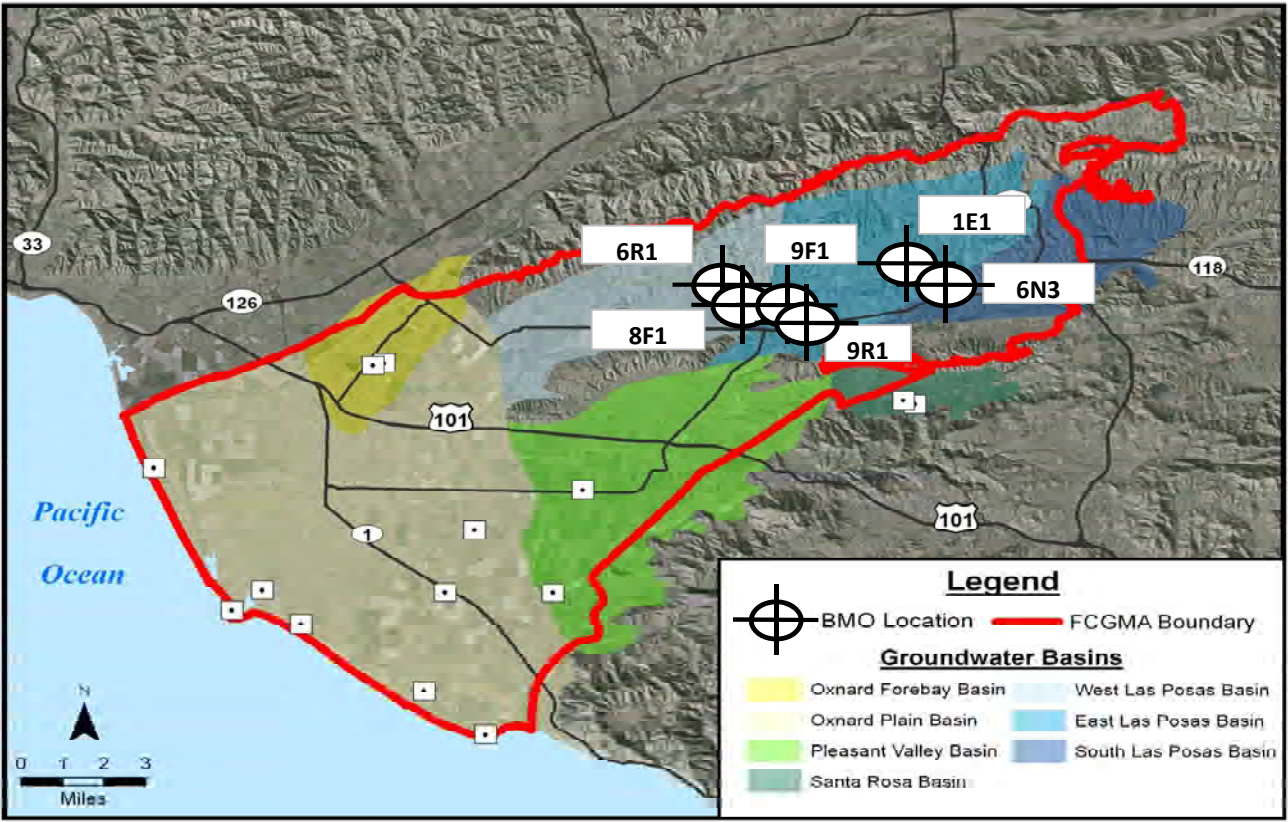 33
126
118
6R1
9F1
1E1
6N3
8F1
9R1
101
Pacific
Ocean
1
101
N
0 1 2 3
Miles
Legend
BMO Location
FCGMA Boundary
Groundwater Basins
Oxnard Forebay Basin
West Las Posas Basin
Oxnard Plain Basin
East Las Posas Basin
Pleasant Valley Basin
South Las Posas Basin
Santa Rosa Basin